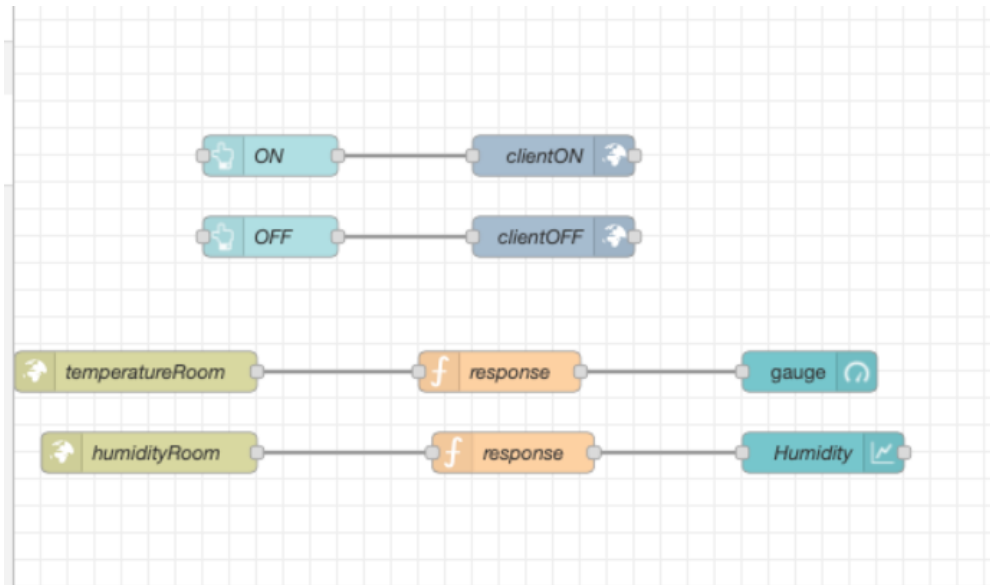 ON
clientON
OFF
clientOFF
temperatureRoom
response
gauge
humidityRoom
response
Humidity